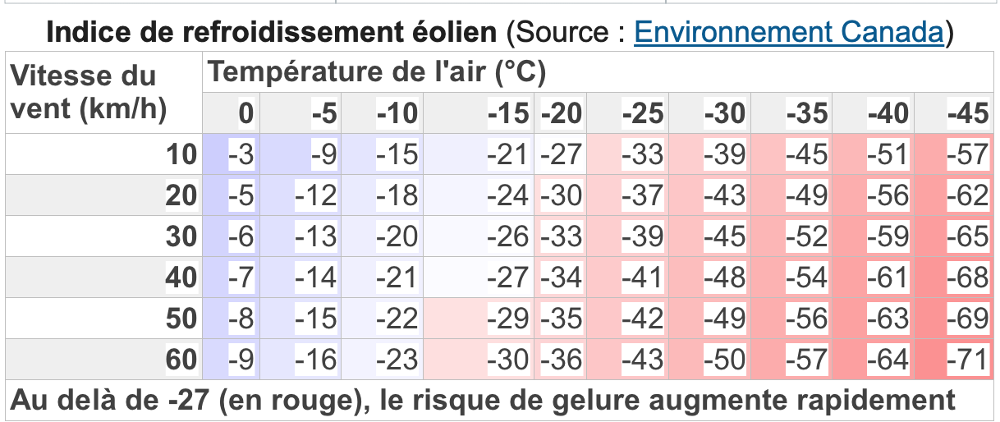 Indice de refroidissement éolien (Source : Environnement Canada)
Vitesse du vent (km/h) Température de l'air (°C)
0 -5 -10 -15 -20 -25 -30 -35 -40 -45
10 -3 -9 -15 -21 -27 -33 -39 -45 -51 -57
20 -5 -12 -18 -24 -30 -37 -43 -49 -56 -62
30 -6 -13 -20 -26 -33 -39 -45 -52 -59 -65
40 -7 -14 -21 -27 -34 -41 -48 -54 -61 -68
50 -8 -15 -22 -29 -35 -42 -49 -56 -63 -69
60 -9 -16 -23 -30 -36 -43 -50 -57 -64 -71
Au delà de -27 (en rouge), le risque de gelure augmente rapidement